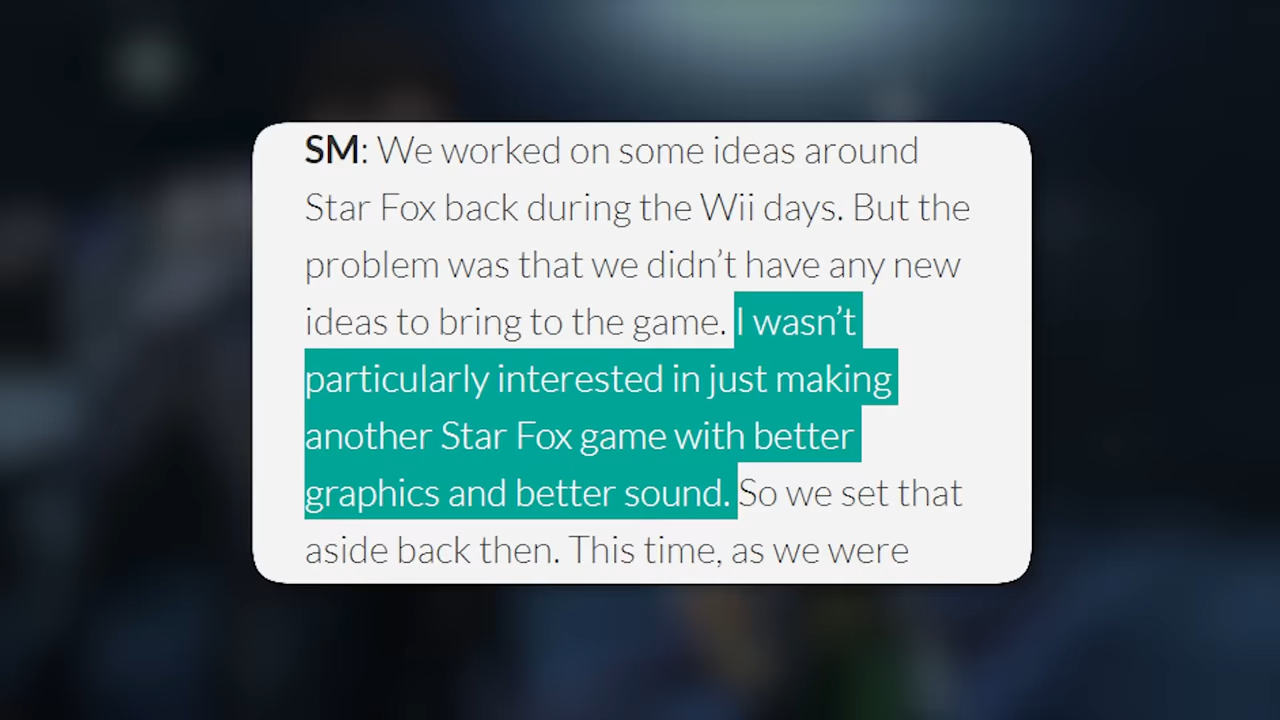 SM: We worked on some ideas around
Star Fox back during the Wii days. But the
problem was that we didn’t have any new
ideas to bring to the game. I wasn’t
particularly interested in just making
another Star Fox game with better
graphics and better sound. So we set that
aside back then. This time, as we were